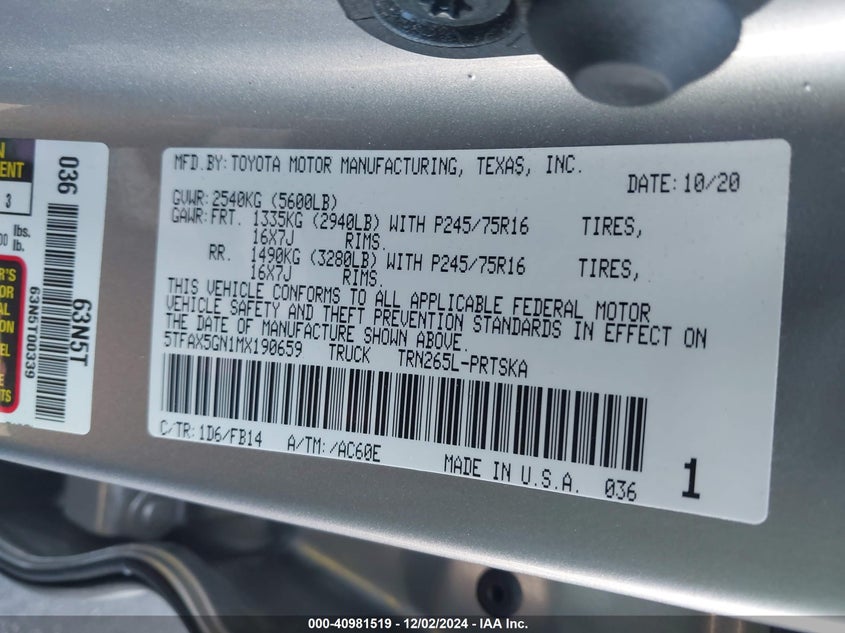 MFD.BY:TOYOTA MOTOR MANUFACTURING, TEXAS, INC.
DATE:10/20
GVWR:2540KG (5600LB)
GAWR:FRT. 1335KG (2940LB) WITH P245/75R16 TIRES,
16X7J RIMS.
RR. 1490KG (3280LB) WITH P245/75R16 TIRES,
16X7J RIMS.
THIS VEHICLE CONFORMS TO ALL APPLICABLE FEDERAL MOTOR
VEHICLE SAFETY AND THEFT PREVENTION STANDARDS IN EFFECT ON
THE DATE OF MANUFACTURE SHOWN ABOVE.
5TFAX5GN1MX190659 TRUCK TRN265L-PRTSKA
C/TR:1D6/FB14 A/TM:/AC60E
MADE IN U.S.A. 036 1
3
lbs.
lb.
036
63N5T
63N5T00339
000-40981519 - 12/02/2024 - IAA Inc.